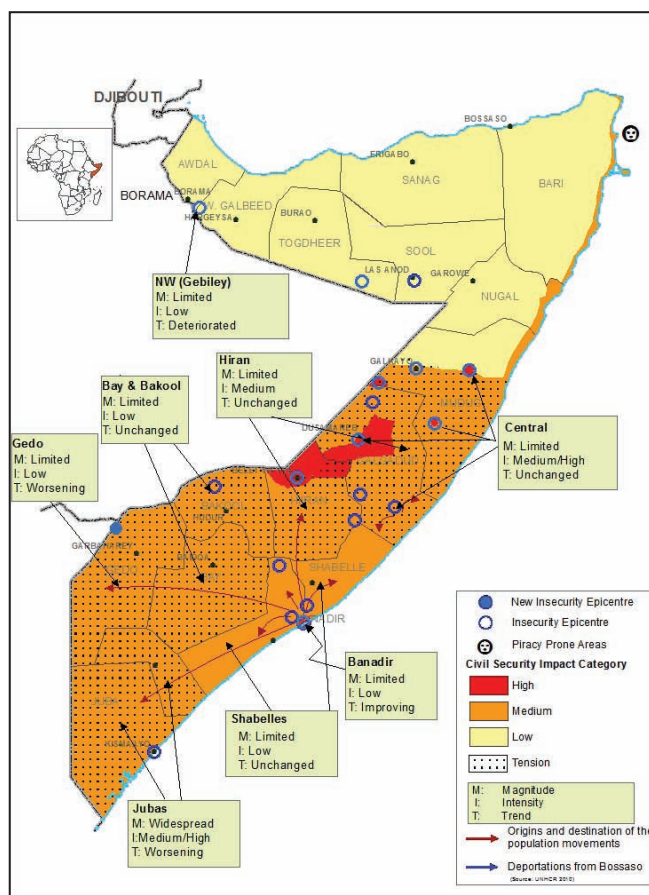 DJIBOUTI
BOSSASO
ERIGABO
AWDAL
SANAG
BARI
BORAMA
BORAMA
W. GALBEED
HARGEYSA
BURAO
TOGDHEER
SOOL
LAS ANOD
GAROWE
NUGAL
NW (Gebiley)
M: Limited
I: Low
T: Deteriorated
Hiran
M: Limited
I: Medium
T: Unchanged
GALKAYO
Bay & Bakool
M: Limited
I: Low
T: Unchanged
Central
M: Limited
I: Medium/High
T: Unchanged
Gedo
M: Limited
I: Low
T: Worsening
HUDUR
GARBAHAREY
SHABELLE
Banadir
M: Limited
I: Low
T: Improving
Shabelles
M: Limited
I: Low
T: Unchanged
Jubas
M: Widespread
I:Medium/High
T: Worsening
New Insecurity Epicentre
Insecurity Epicentre
Piracy Prone Areas
Civil Security Impact Category
High
Medium
Low
Tension
M: Magnitude
I: Intensity
T: Trend
Origins and destination of the
population movements
Deportations from Bossaso
(Source: UNHCR 2010)